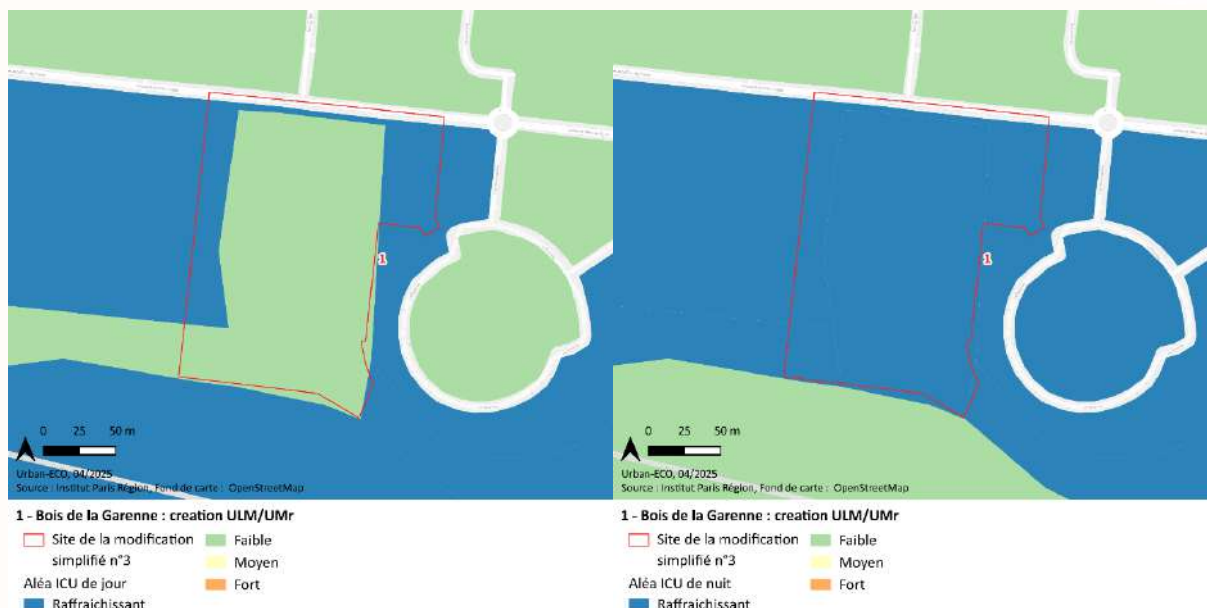 1
0 25 50 m
Urban-ECO, 04/2025
Source : Institut Paris Région, Fond de carte : OpenStreetMap
1 - Bois de la Garenne : creation ULM/UMr
Site de la modification
simplifié n°3
Aléa ICU de jour
Raffraichissant
Faible
Moyen
Fort
1
0 25 50 m
Urban-ECO, 04/2025
Source : Institut Paris Région, Fond de carte : OpenStreetMap
1 - Bois de la Garenne : creation ULM/UMr
Site de la modification
simplifié n°3
Aléa ICU de nuit
Raffraichissant
Faible
Moyen
Fort